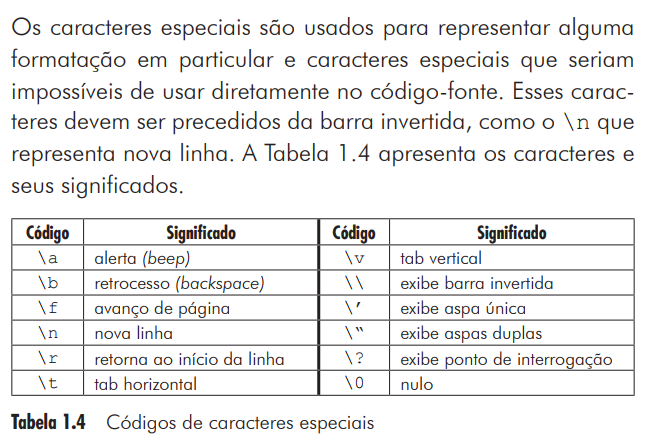 Os caracteres especiais são usados para representar alguma
formatação em particular e caracteres especiais que seriam
impossíveis de usar diretamente no código-fonte. Esses carac-
teres devem ser precedidos da barra invertida, como o \n que
representa nova linha. A Tabela 1.4 apresenta os caracteres e
seus significados.
Código Significado Código Significado
\a alerta (beep) \v tab vertical
\b retrocesso (backspace) \\ exibe barra invertida
\f avanço de página \’ exibe aspa única
\n nova linha \“ exibe aspas duplas
\r retorna ao início da linha \? exibe ponto de interrogação
\t tab horizontal \0 nulo
Tabela 1.4 Códigos de caracteres especiais